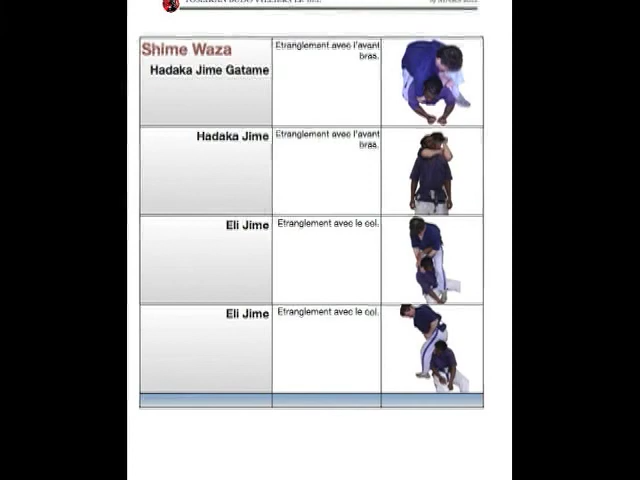 Shime Waza
Hadaka Jime Gatame
Etranglement avec l'avant
bras.
Hadaka Jime
Etranglement avec l'avant
bras.
Eli Jime
Etranglement avec le col.
Eli Jime
Etranglement avec le col.